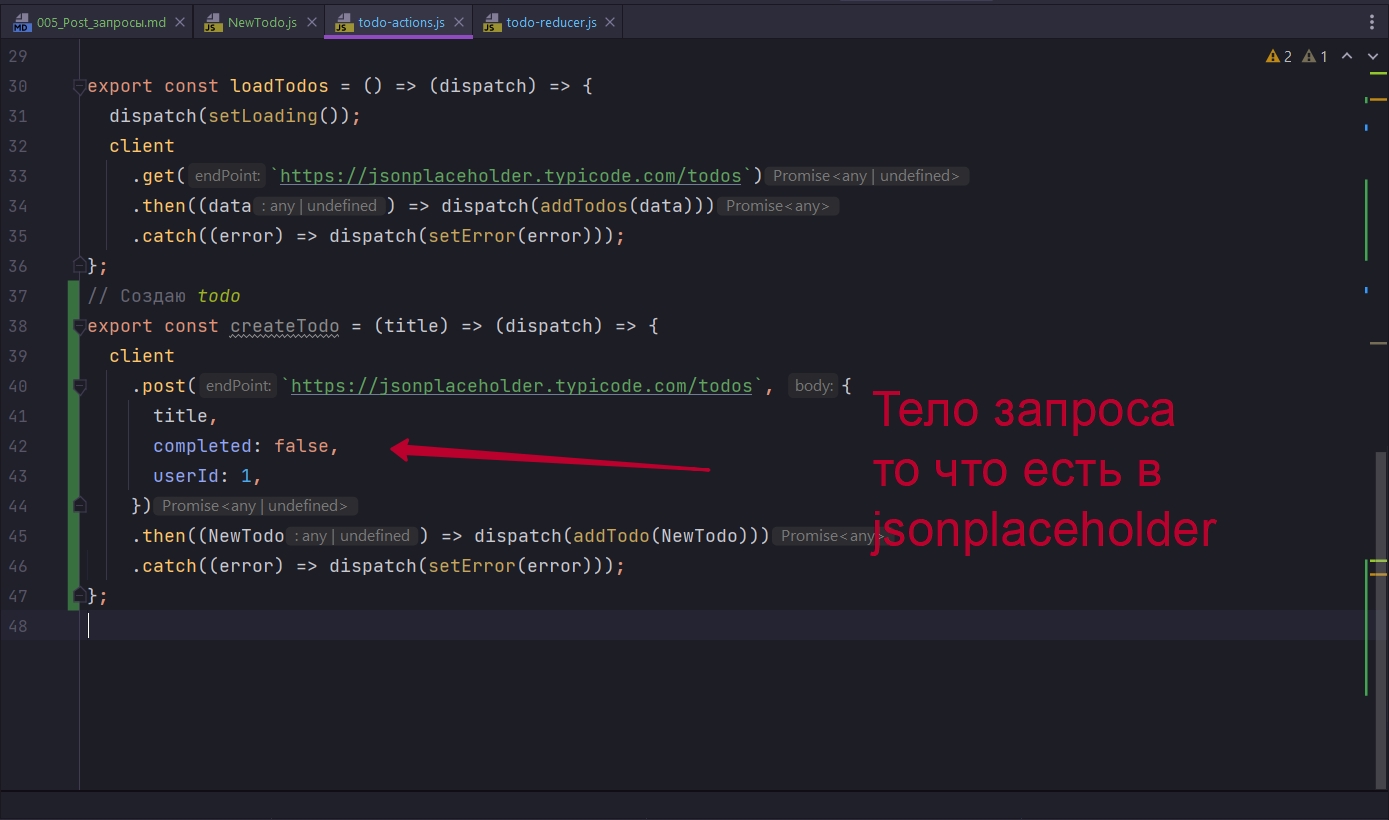 005_Post_запросы.md NewTodo.js todo-actions.js todo-reducer.js
29 2 1
30 export const loadTodos = () => (dispatch) => {
31 dispatch(setLoading());
32 client
33 .get( endPoint: `https://jsonplaceholder.typicode.com/todos`) Promise<any | undefined>
34 .then((data : any | undefined ) => dispatch(addTodos(data))) Promise<any>
35 .catch((error) => dispatch(setError(error)));
36 };
37 // Создаю todo
38 export const createTodo = (title) => (dispatch) => {
39 client
40 .post( endPoint: `https://jsonplaceholder.typicode.com/todos`, body: {
41 title,
42 completed: false,
43 userId: 1,
44 }) Promise<any | undefined>
45 .then((NewTodo : any | undefined ) => dispatch(addTodo(NewTodo))) Promise<any>
46 .catch((error) => dispatch(setError(error)));
47 };
48
Тело запроса
то что есть в
jsonplaceholder